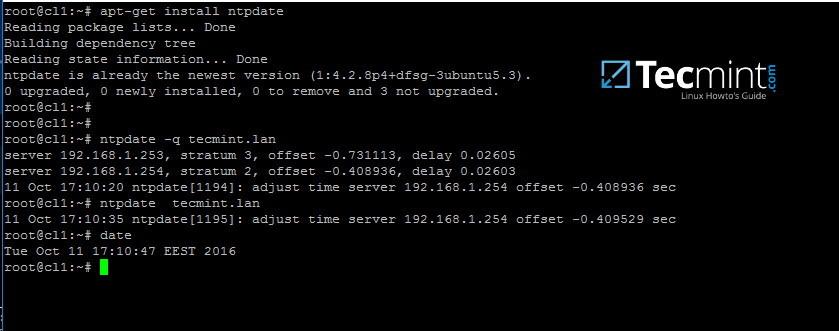 root@cl1:~# apt-get install ntpdate
Reading package lists... Done
Building dependency tree
Reading state information... Done
ntpdate is already the newest version (1:4.2.8p4+dfsg-3ubuntu5.3).
0 upgraded, 0 newly installed, 0 to remove and 3 not upgraded.
root@cl1:~#
root@cl1:~#
root@cl1:~# ntpdate -q tecmint.lan
server 192.168.1.253, stratum 3, offset -0.731113, delay 0.02605
server 192.168.1.254, stratum 2, offset -0.408936, delay 0.02603
11 Oct 17:10:20 ntpdate[1194]: adjust time server 192.168.1.254 offset -0.408936 sec
root@cl1:~# ntpdate  tecmint.lan
11 Oct 17:10:35 ntpdate[1195]: adjust time server 192.168.1.254 offset -0.409529 sec
root@cl1:~# date
Tue Oct 11 17:10:47 EEST 2016
root@cl1:~#
Tecmint.com
Linux Howto's Guide